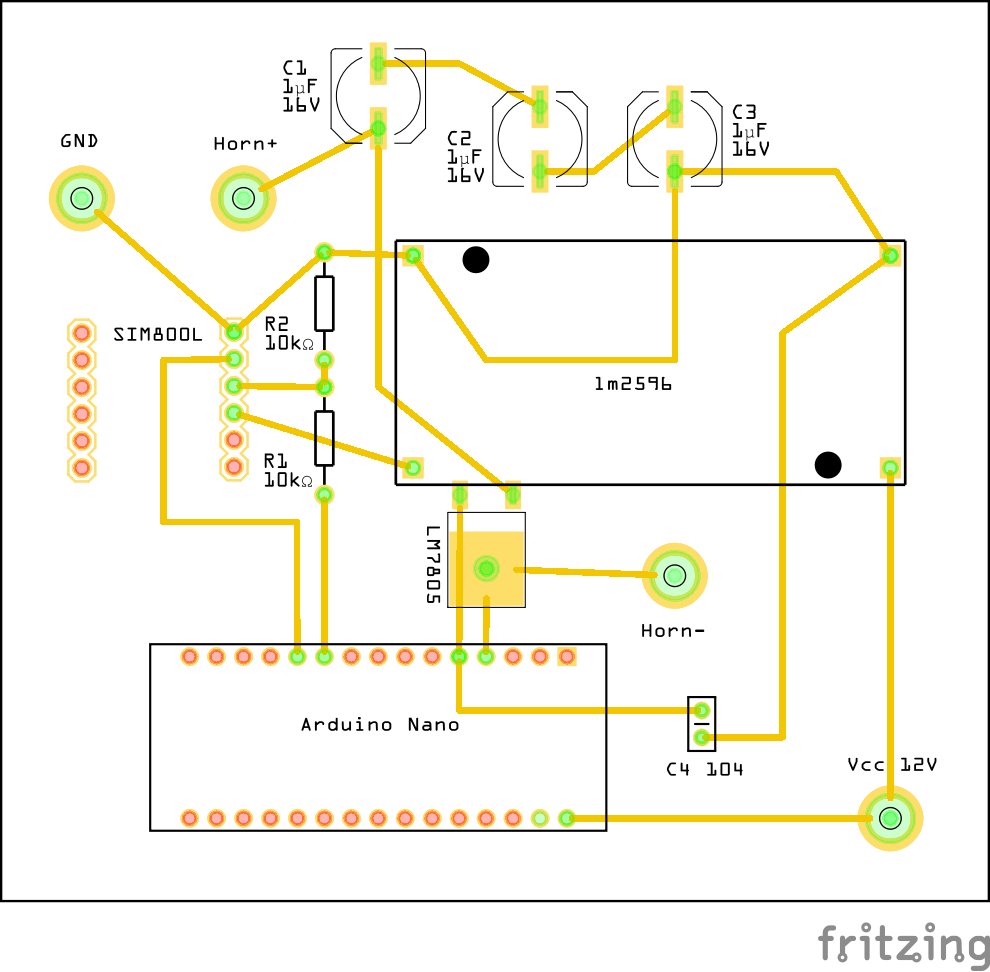 C1
1µF
16V
C2
1µF
16V
C3
1µF
16V
GND
Horn+
SIM800L
R2
10kΩ
lm2596
R1
10kΩ
LM7805
Horn-
Arduino Nano
C4 104
Vcc 12V
fritzing